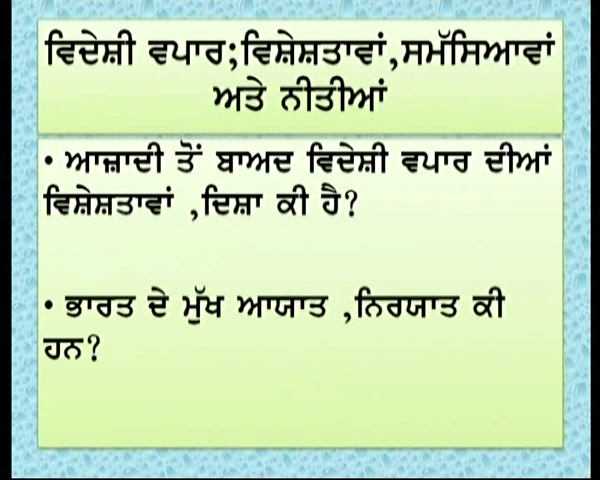 ਵਿਦੇਸ਼ੀ ਵਪਾਰ;ਵਿਸ਼ੇਸ਼ਤਾਵਾਂ,ਸਮੱਸਿਆਵਾਂ
ਅਤੇ ਨੀਤੀਆਂ
• ਆਜ਼ਾਦੀ ਤੋਂ ਬਾਅਦ ਵਿਦੇਸ਼ੀ ਵਪਾਰ ਦੀਆਂ
ਵਿਸ਼ੇਸ਼ਤਾਵਾਂ ,ਦਿਸ਼ਾ ਕੀ ਹੈ?
• ਭਾਰਤ ਦੇ ਮੁੱਖ ਆਯਾਤ ,ਨਿਰਯਾਤ ਕੀ
ਹਨ?